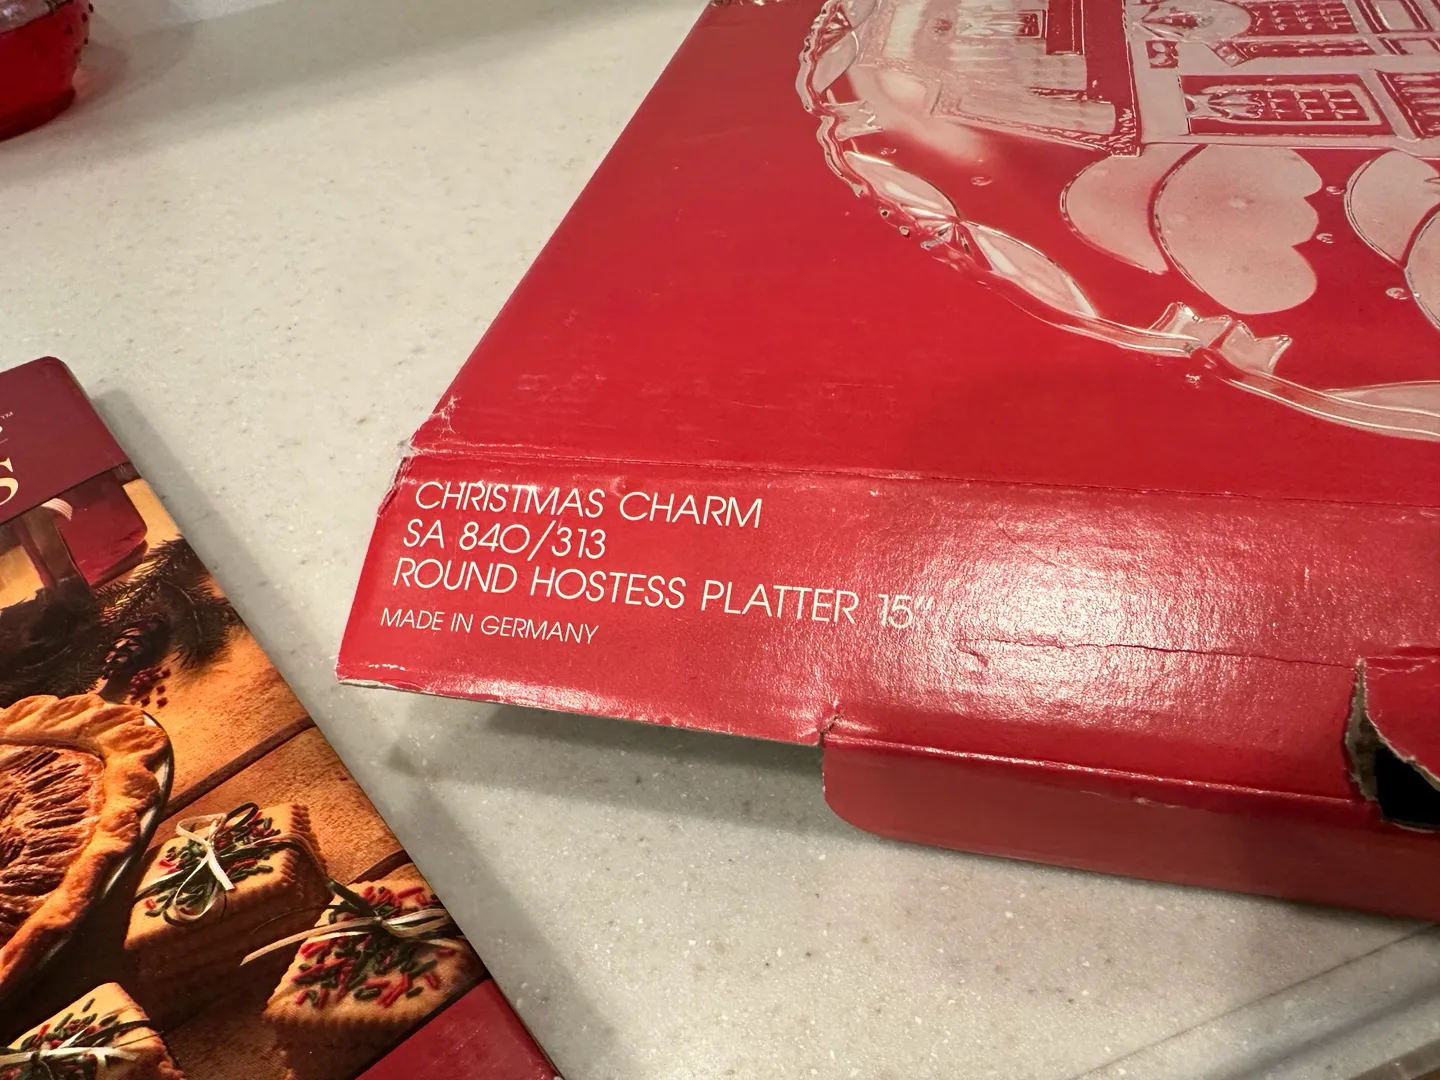 CHRISTMAS CHARM
SA 840/313
ROUND HOSTESS PLATTER 15"
MADE IN GERMANY